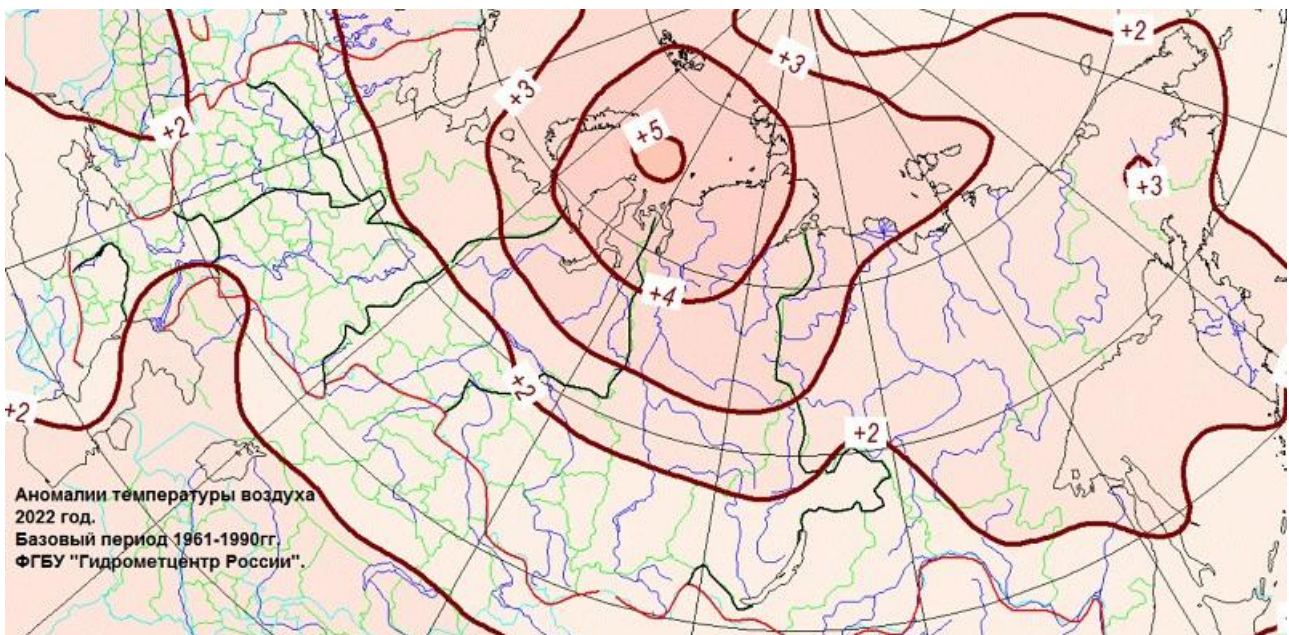 +2
+3
+3
+2
+5
+3
+4
+2
+2
+2
Аномалии температуры воздуха
2022 год.
Базовый период 1961-1990гг.
ФГБУ "Гидрометцентр России".